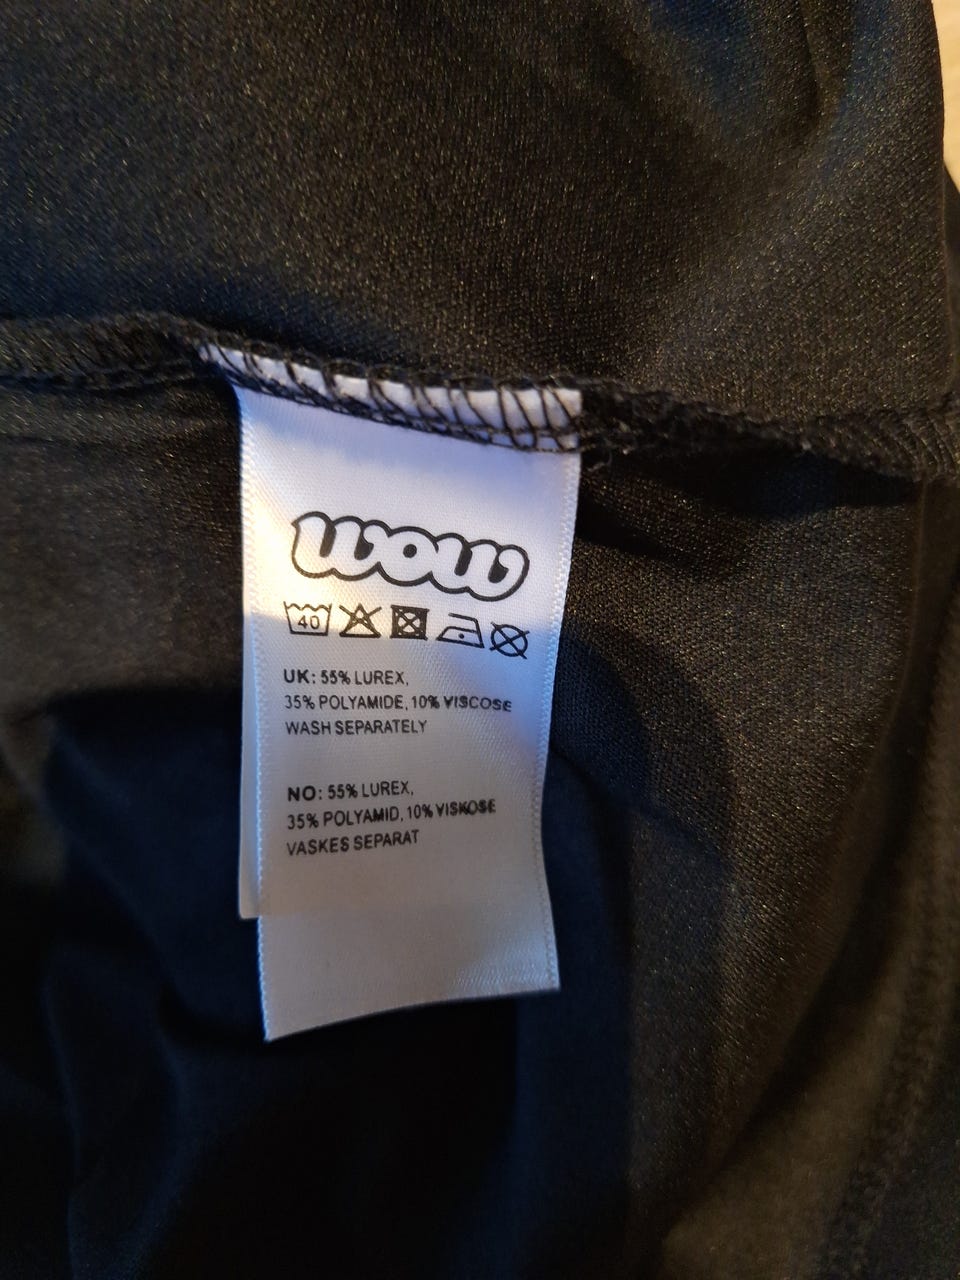 wow
40
UK: 55% LUREX,
35% POLYAMIDE, 10% VISCOSE
WASH SEPARATELY
NO: 55% LUREX,
35% POLYAMID, 10% VISKOSE
VASKES SEPARAT